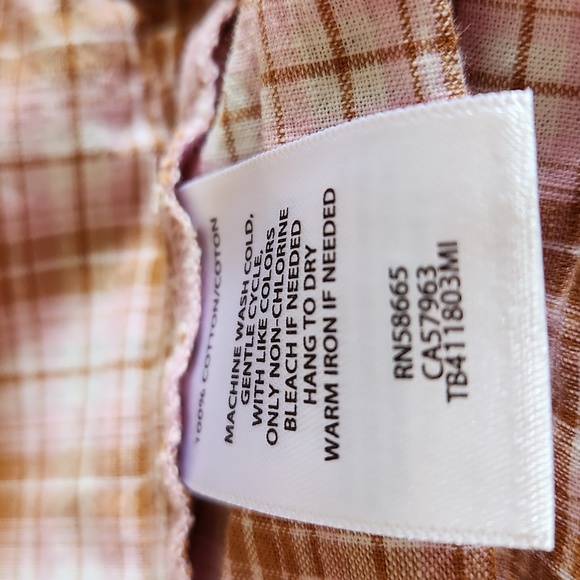 100% COTTON/COTON
MACHINE WASH COLD,
GENTLE CYCLE,
WITH LIKE COLORS
ONLY NON-CHLORINE
BLEACH IF NEEDED
HANG TO DRY
WARM IRON IF NEEDED
RN58665
CA57963
TB411803MI